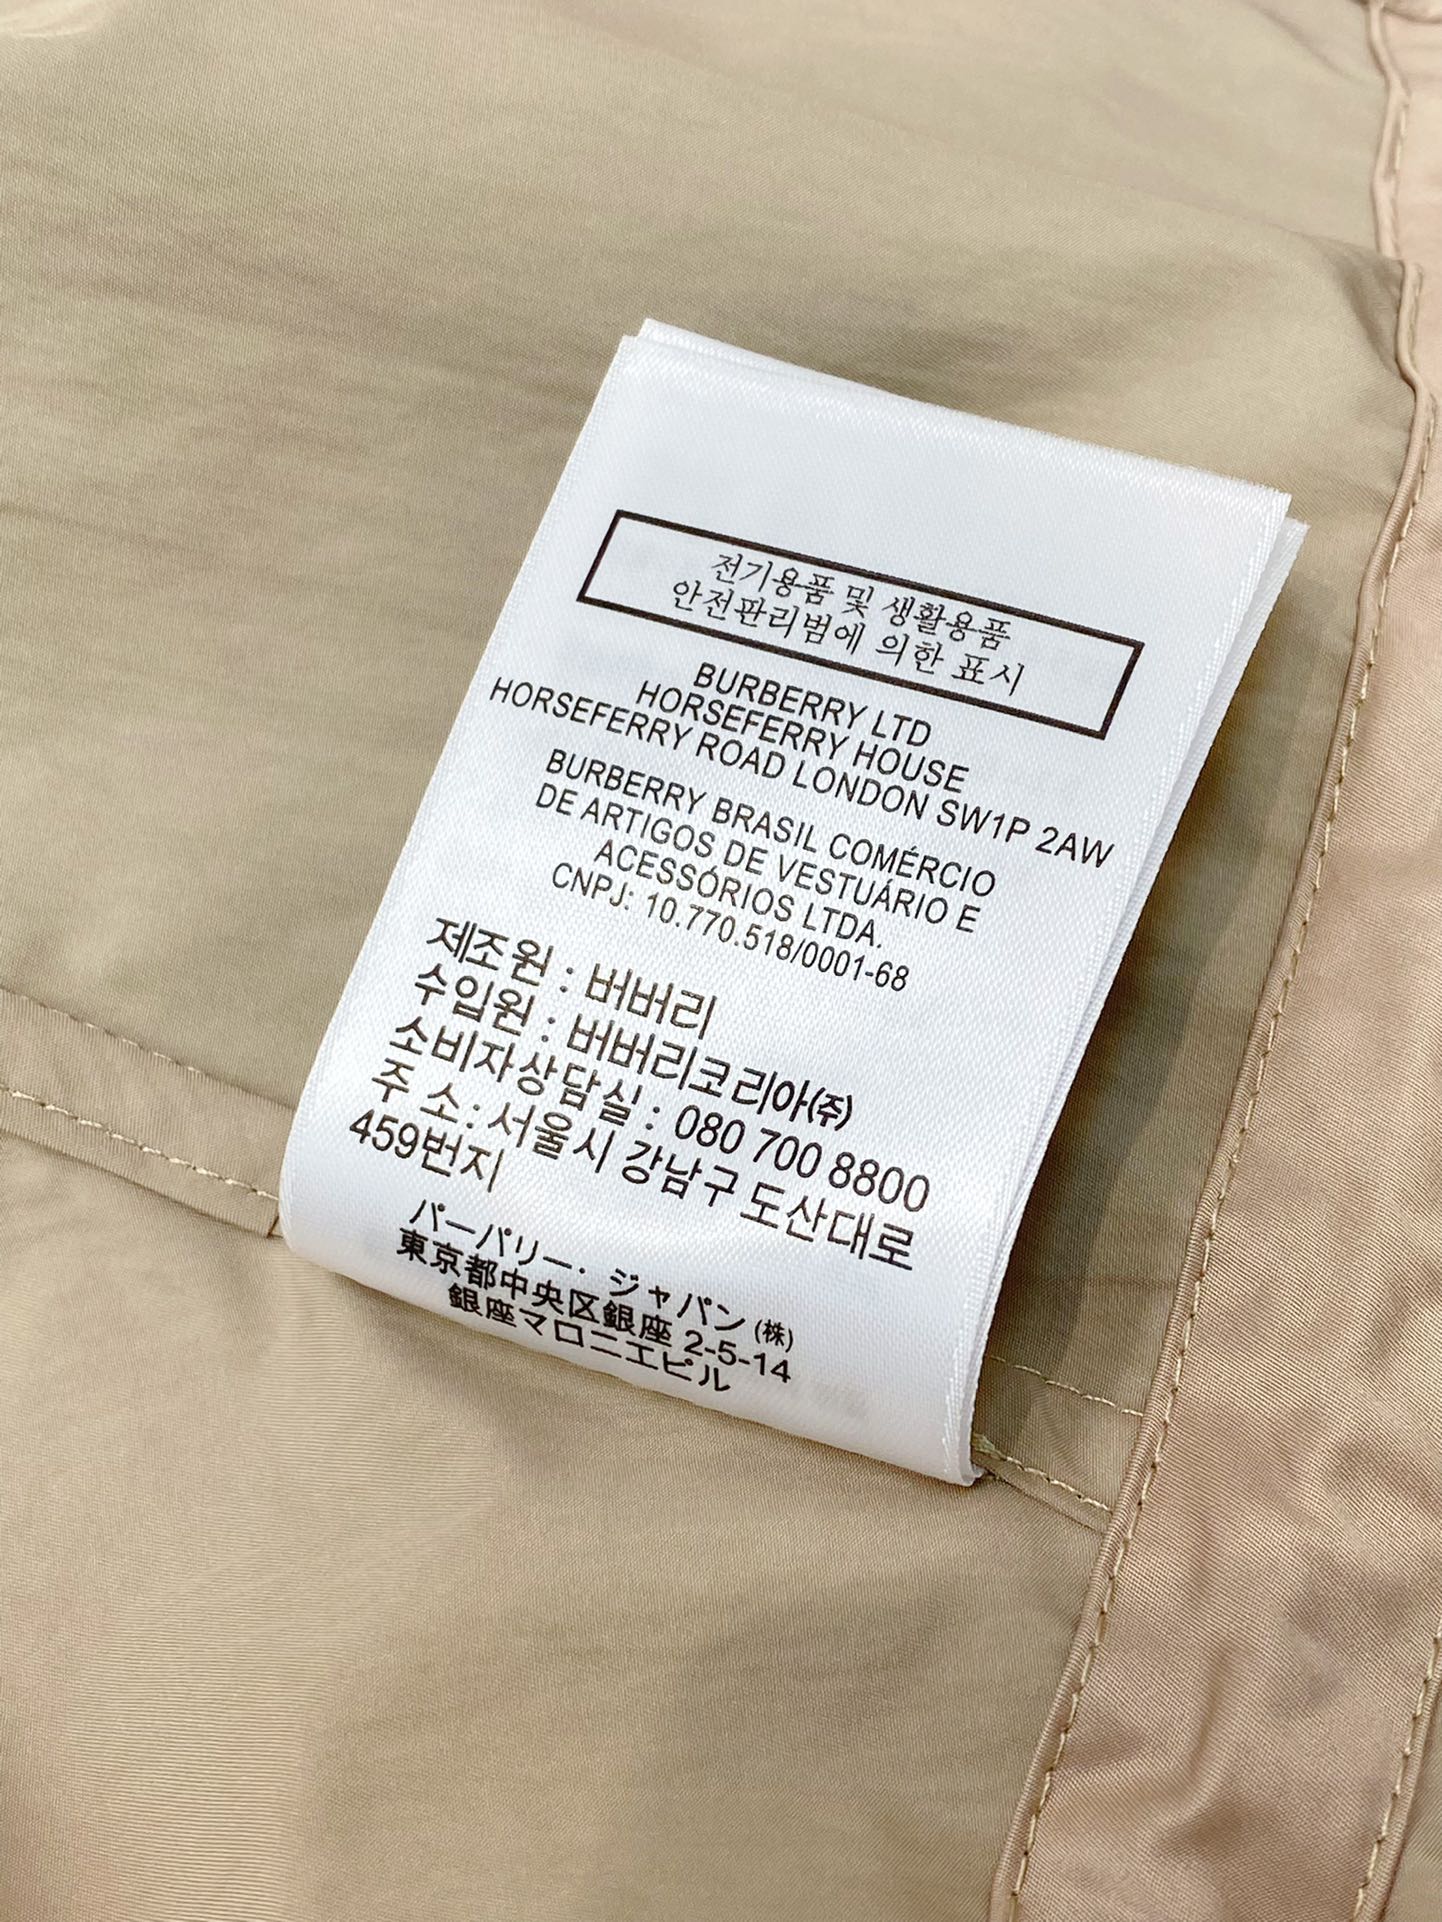 전기용품 및 생활용품
안전관리범에 의한 표시
BURBERRY LTD
HORSEFERRY HOUSE
HORSEFERRY ROAD LONDON SW1P 2AW
BURBERRY BRASIL COMÉRCIO
DE ARTIGOS DE VESTUÁRIO E
ACESSÓRIOS LTDA.
CNPJ: 10.770.518/0001-68
제조원 : 버버리
수입원 : 버버리코리아(주)
소비자상담실 : 080 700 8800
주 소 : 서울시 강남구 도산대로
459번지
パーパリー．ジャパン (株)
東京都中央区銀座 2-5-14
銀座マロニエピル